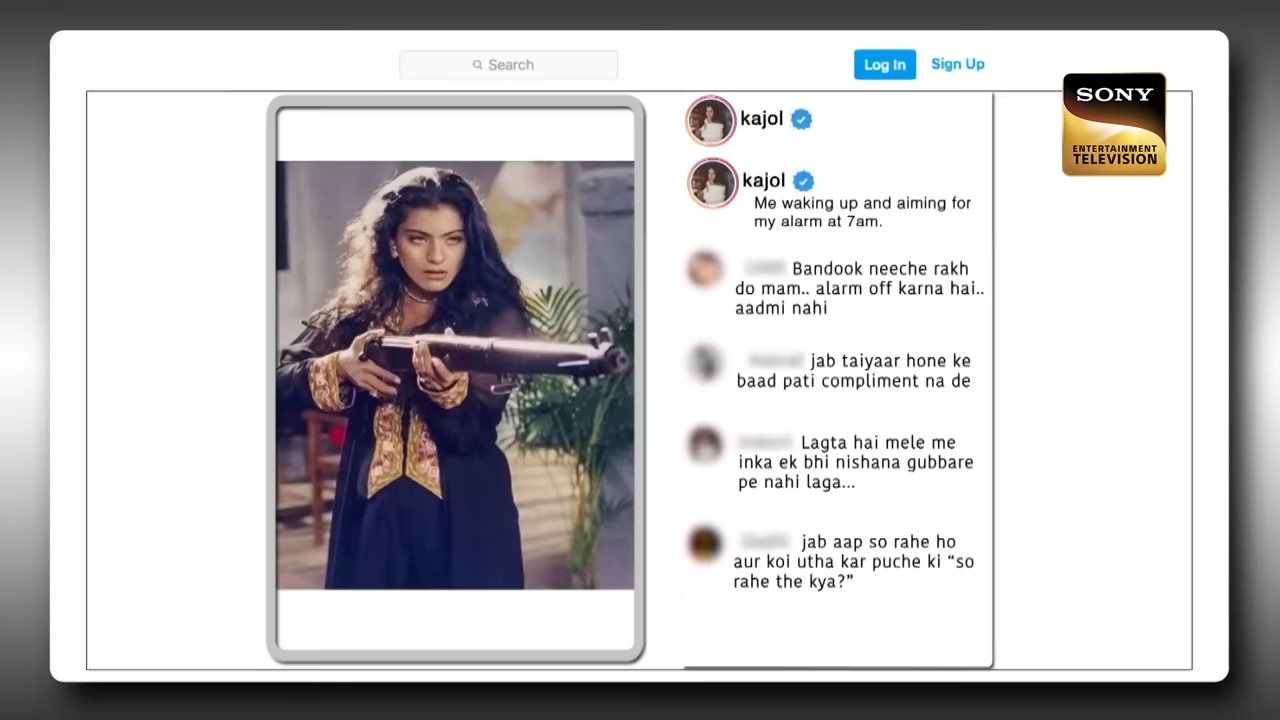 Search
Log In
Sign Up
SONY
ENTERTAINMENT
TELEVISION
kajol
kajol
Me waking up and aiming for
my alarm at 7am.
Bandook neeche rakh
do mam.. alarm off karna hai..
aadmi nahi
jab taiyaar hone ke
baad pati compliment na de
Lagta hai mele me
inka ek bhi nishana gubbare
pe nahi laga...
jab aap so rahe ho
aur koi utha kar puche ki “so
rahe the kya?”